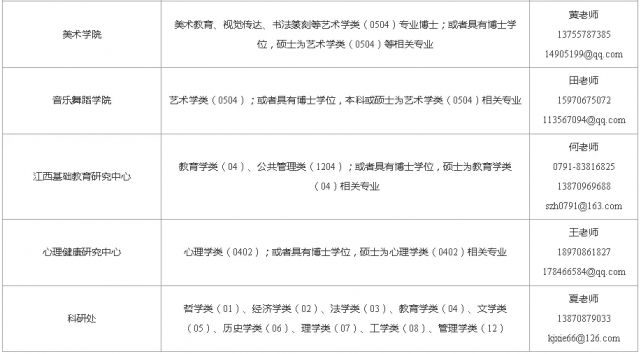 美术学院
美术教育、视觉传达、书法篆刻等艺术学类（0504）专业博士；或者具有博士学
位，硕士为艺术学类（0504）等相关专业
黄老师
13755787385
14905199@qq.com
音乐舞蹈学院
艺术学类（0504）；或者具有博士学位，本科或硕士为艺术学类（0504）相关专业
田老师
15970675072
113567094@qq.com
江西基础教育研究中心
教育学类（04）、公共管理类（1204）；或者具有博士学位，硕士为教育学类
（04）相关专业
何老师
0791-83816825
13870969688
szh0791@163.com
心理健康研究中心
心理学类（0402）；或者具有博士学位，硕士为心理学类（0402）相关专业
王老师
18970861827
178466584@qq.com
科研处
哲学类（01）、经济学类（02）、法学类（03）、教育学类（04）、文学类
（05）、历史学类（06）、理学类（07）、工学类（08）、管理学类（12）
夏老师
13870879033
kjxie66@126.com